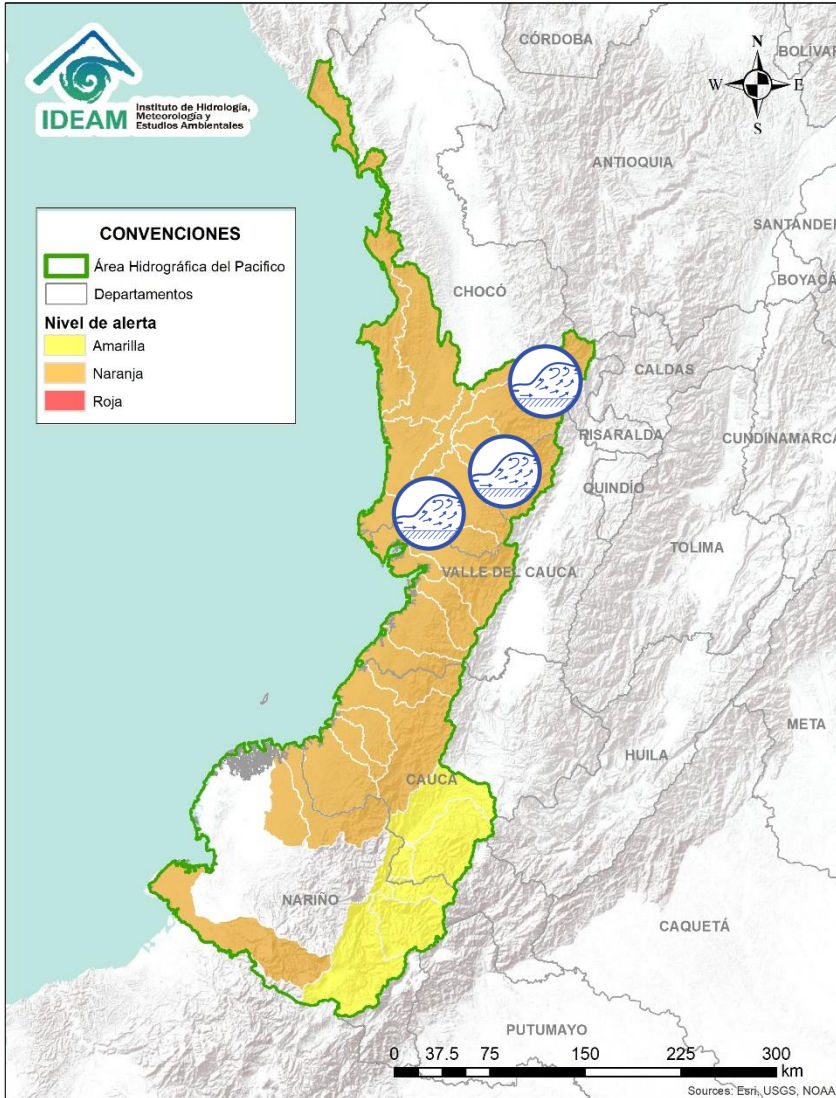 IDEAM
Instituto de Hidrología,
Meteorología y
Estudios Ambientales
CONVENCIONES
Área Hidrográfica del Pacifico
Departamentos
Nivel de alerta
Amarilla
Naranja
Roja
N
W
E
S
CÓRDOBA
BOLÍVAR
ANTIOQUIA
SANTANDER
BOYACÁ
CHOCÓ
CALDAS
RISARALDA
CUNDINAMARCA
QUINDÍO
TOLIMA
VALLE DEL CAUCA
META
HUILA
CAUCA
NARIÑO
CAQUETÁ
PUTUMAYO
0 37.5 75 150 225 300
km
Sources: Esri, USGS, NOAA